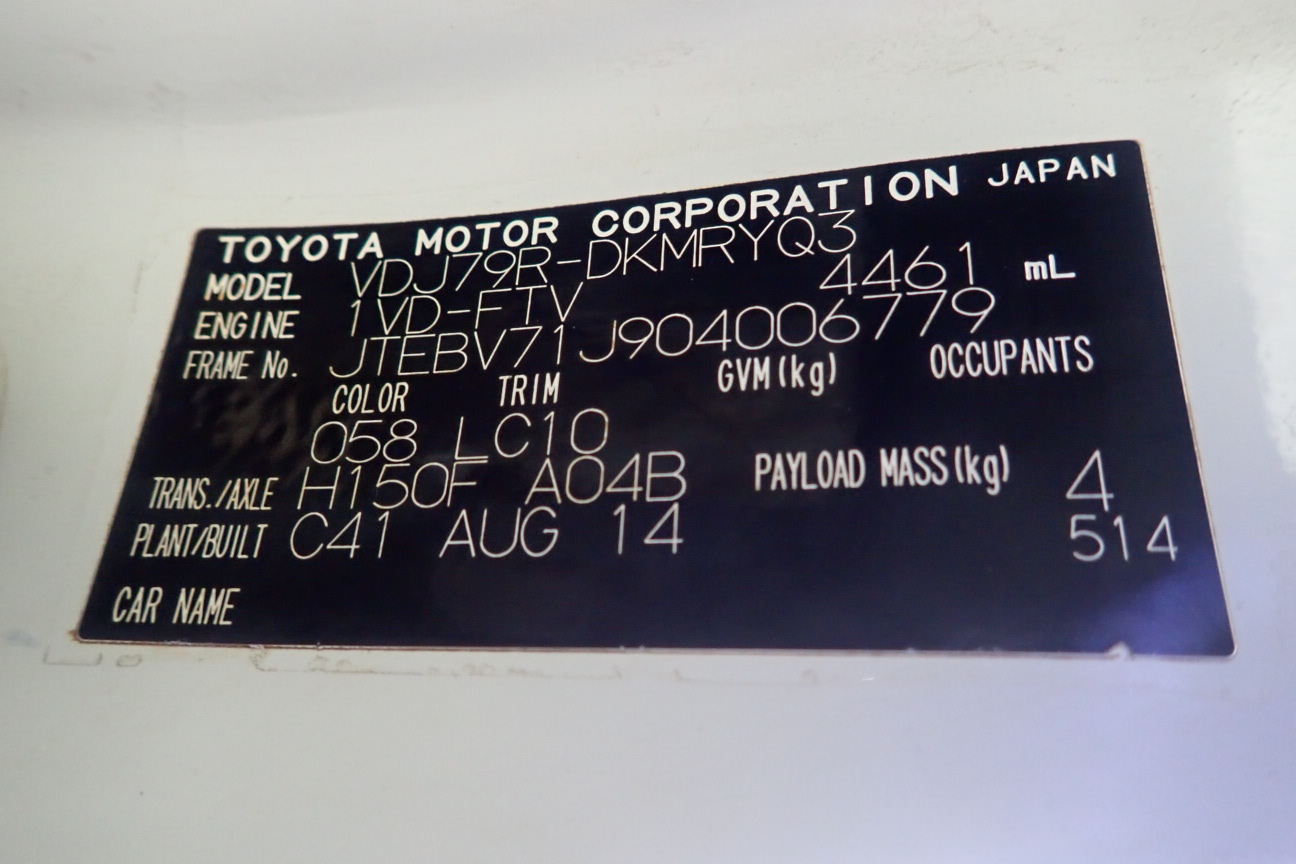 TOYOTA MOTOR CORPORATION JAPAN
MODEL VDJ79R-DKMRYQ3
ENGINE 1VD-FTV 4461 mL
FRAME No. JTEBV71J904006779
COLOR TRIM GVM(kg) OCCUPANTS
058 LC10
TRANS./AXLE H150F A04B PAYLOAD MASS(kg) 4
PLANT/BUILT C41 AUG 14 514
CAR NAME